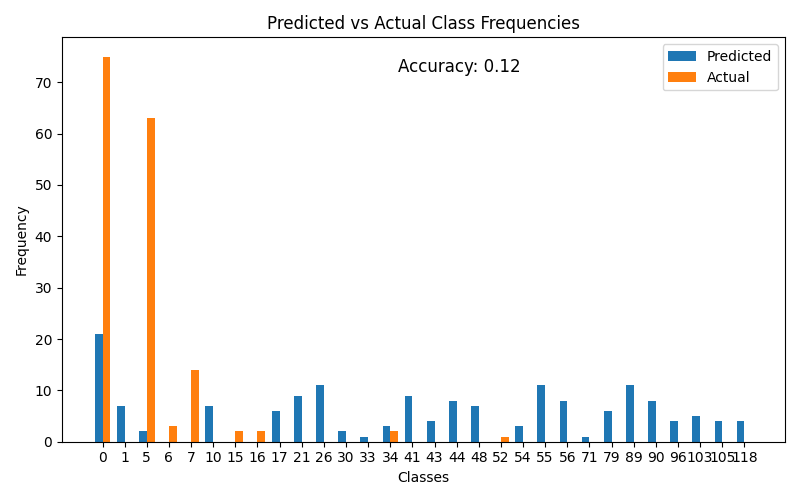 Predicted vs Actual Class Frequencies
Accuracy: 0.12
Predicted
Actual
Frequency
70
60
50
40
30
20
10
0
0 1 5 6 7 10 15 16 17 21 26 30 33 34 41 43 44 48 52 54 55 56 71 79 89 90 96 103 105 118
Classes